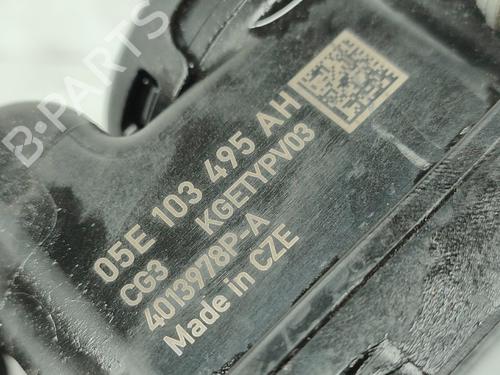 B-PARTS
05E 103 495 AH
CG3 KGETYPV03
4013978P-A
Made in CZE